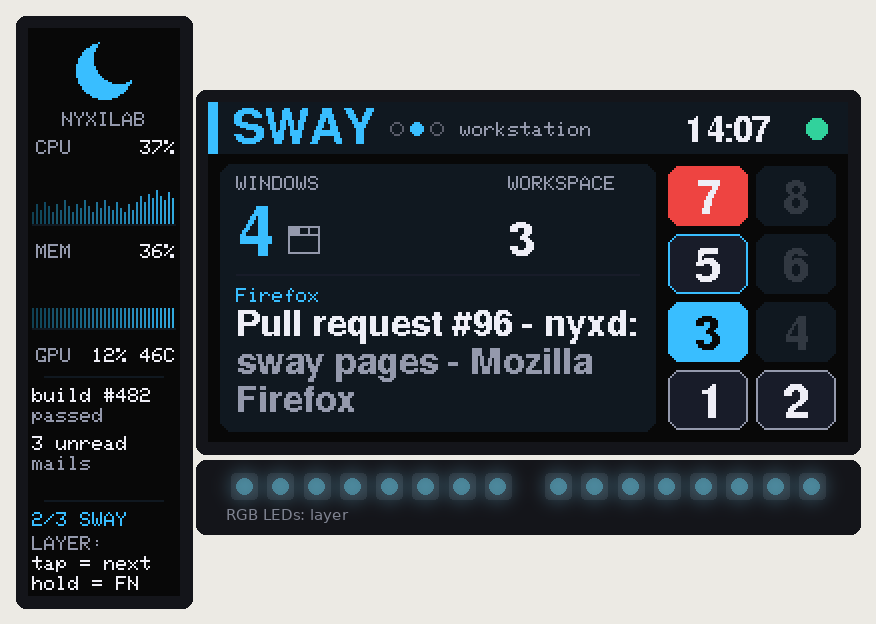 NYXILAB
CPU 37%
MEM 36%
GPU 12% 46C
build #482
passed
3 unread
mails
2/3 SWAY
LAYER:
tap = next
hold = FN
SWAY workstation 14:07
WINDOWS WORKSPACE
4 3
Firefox
Pull request #96 - nyxd:
sway pages - Mozilla
Firefox
7 8
5 6
3 4
1 2
RGB LEDs: layer